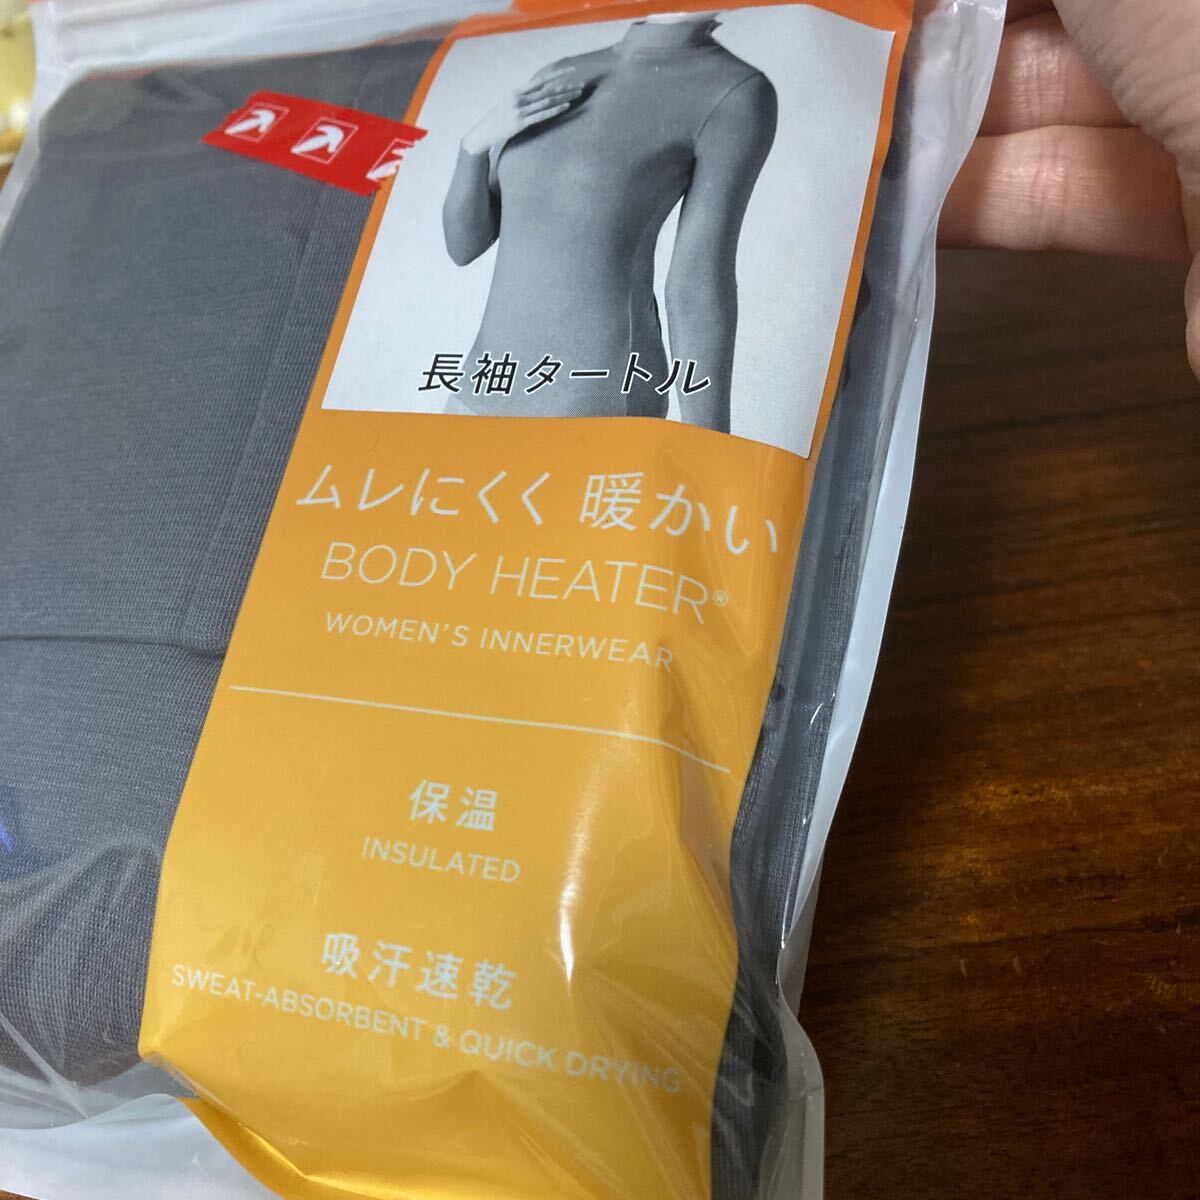 長袖タートル
ムレにくく 暖かい
BODY HEATER®
WOMEN'S INNERWEAR
保温
INSULATED
吸汗速乾
SWEAT-ABSORBENT & QUICK DRYING